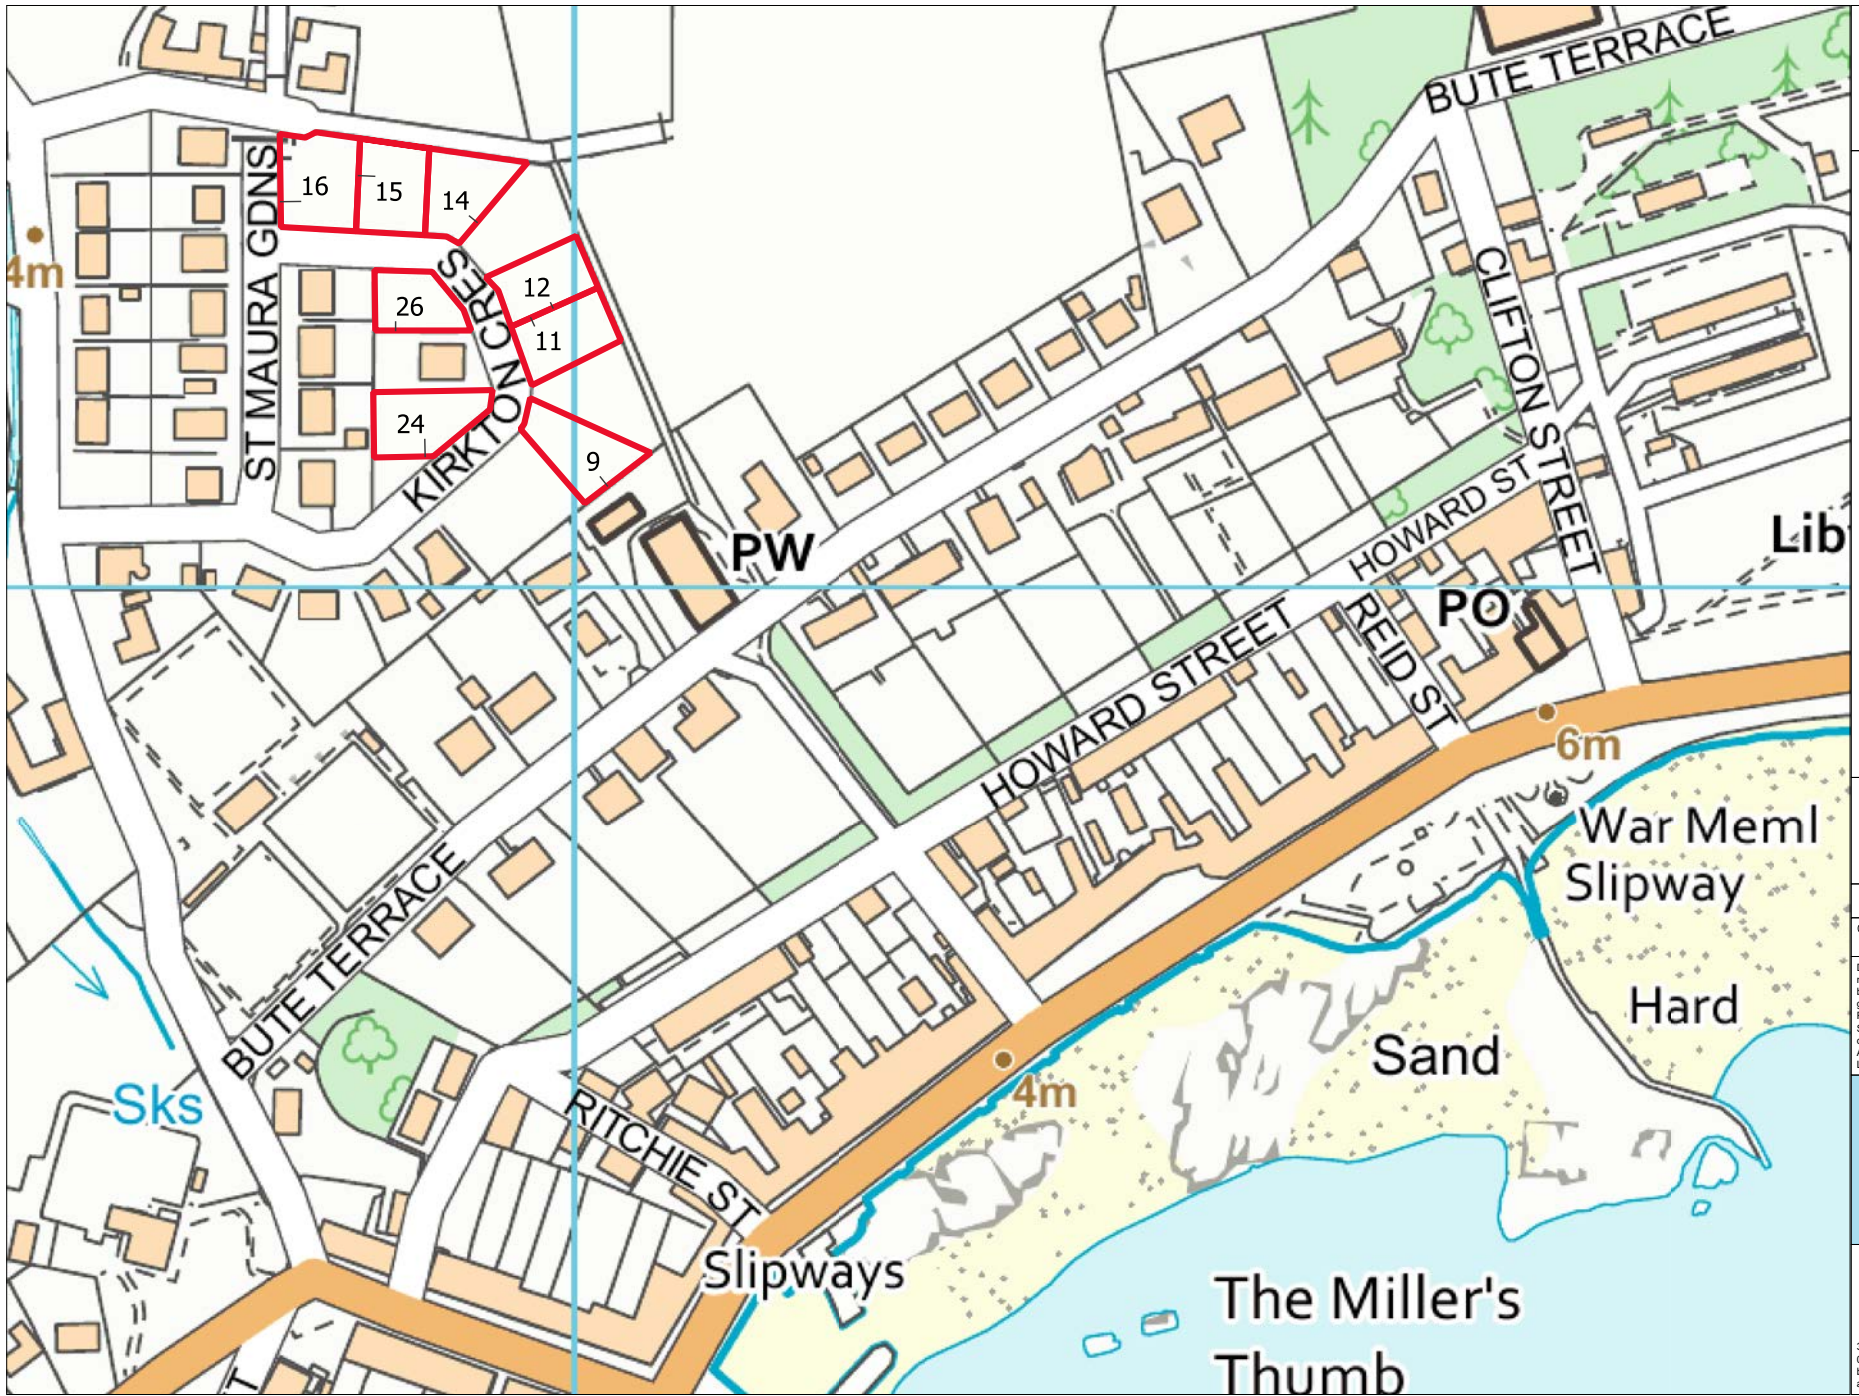 BUTE TERRACE
16
15
14
ST MAURA GDNS
4m
KIRKTON CRES
12
26
11
24
9
CLIFTON STREET
PW
HOWARD ST
Lib
PO
REID ST
HOWARD STREET
6m
War Meml
Slipway
BUTE TERRACE
Hard
Sand
4m
Sks
RITCHIE ST
Slipways
The Miller's
Thumb